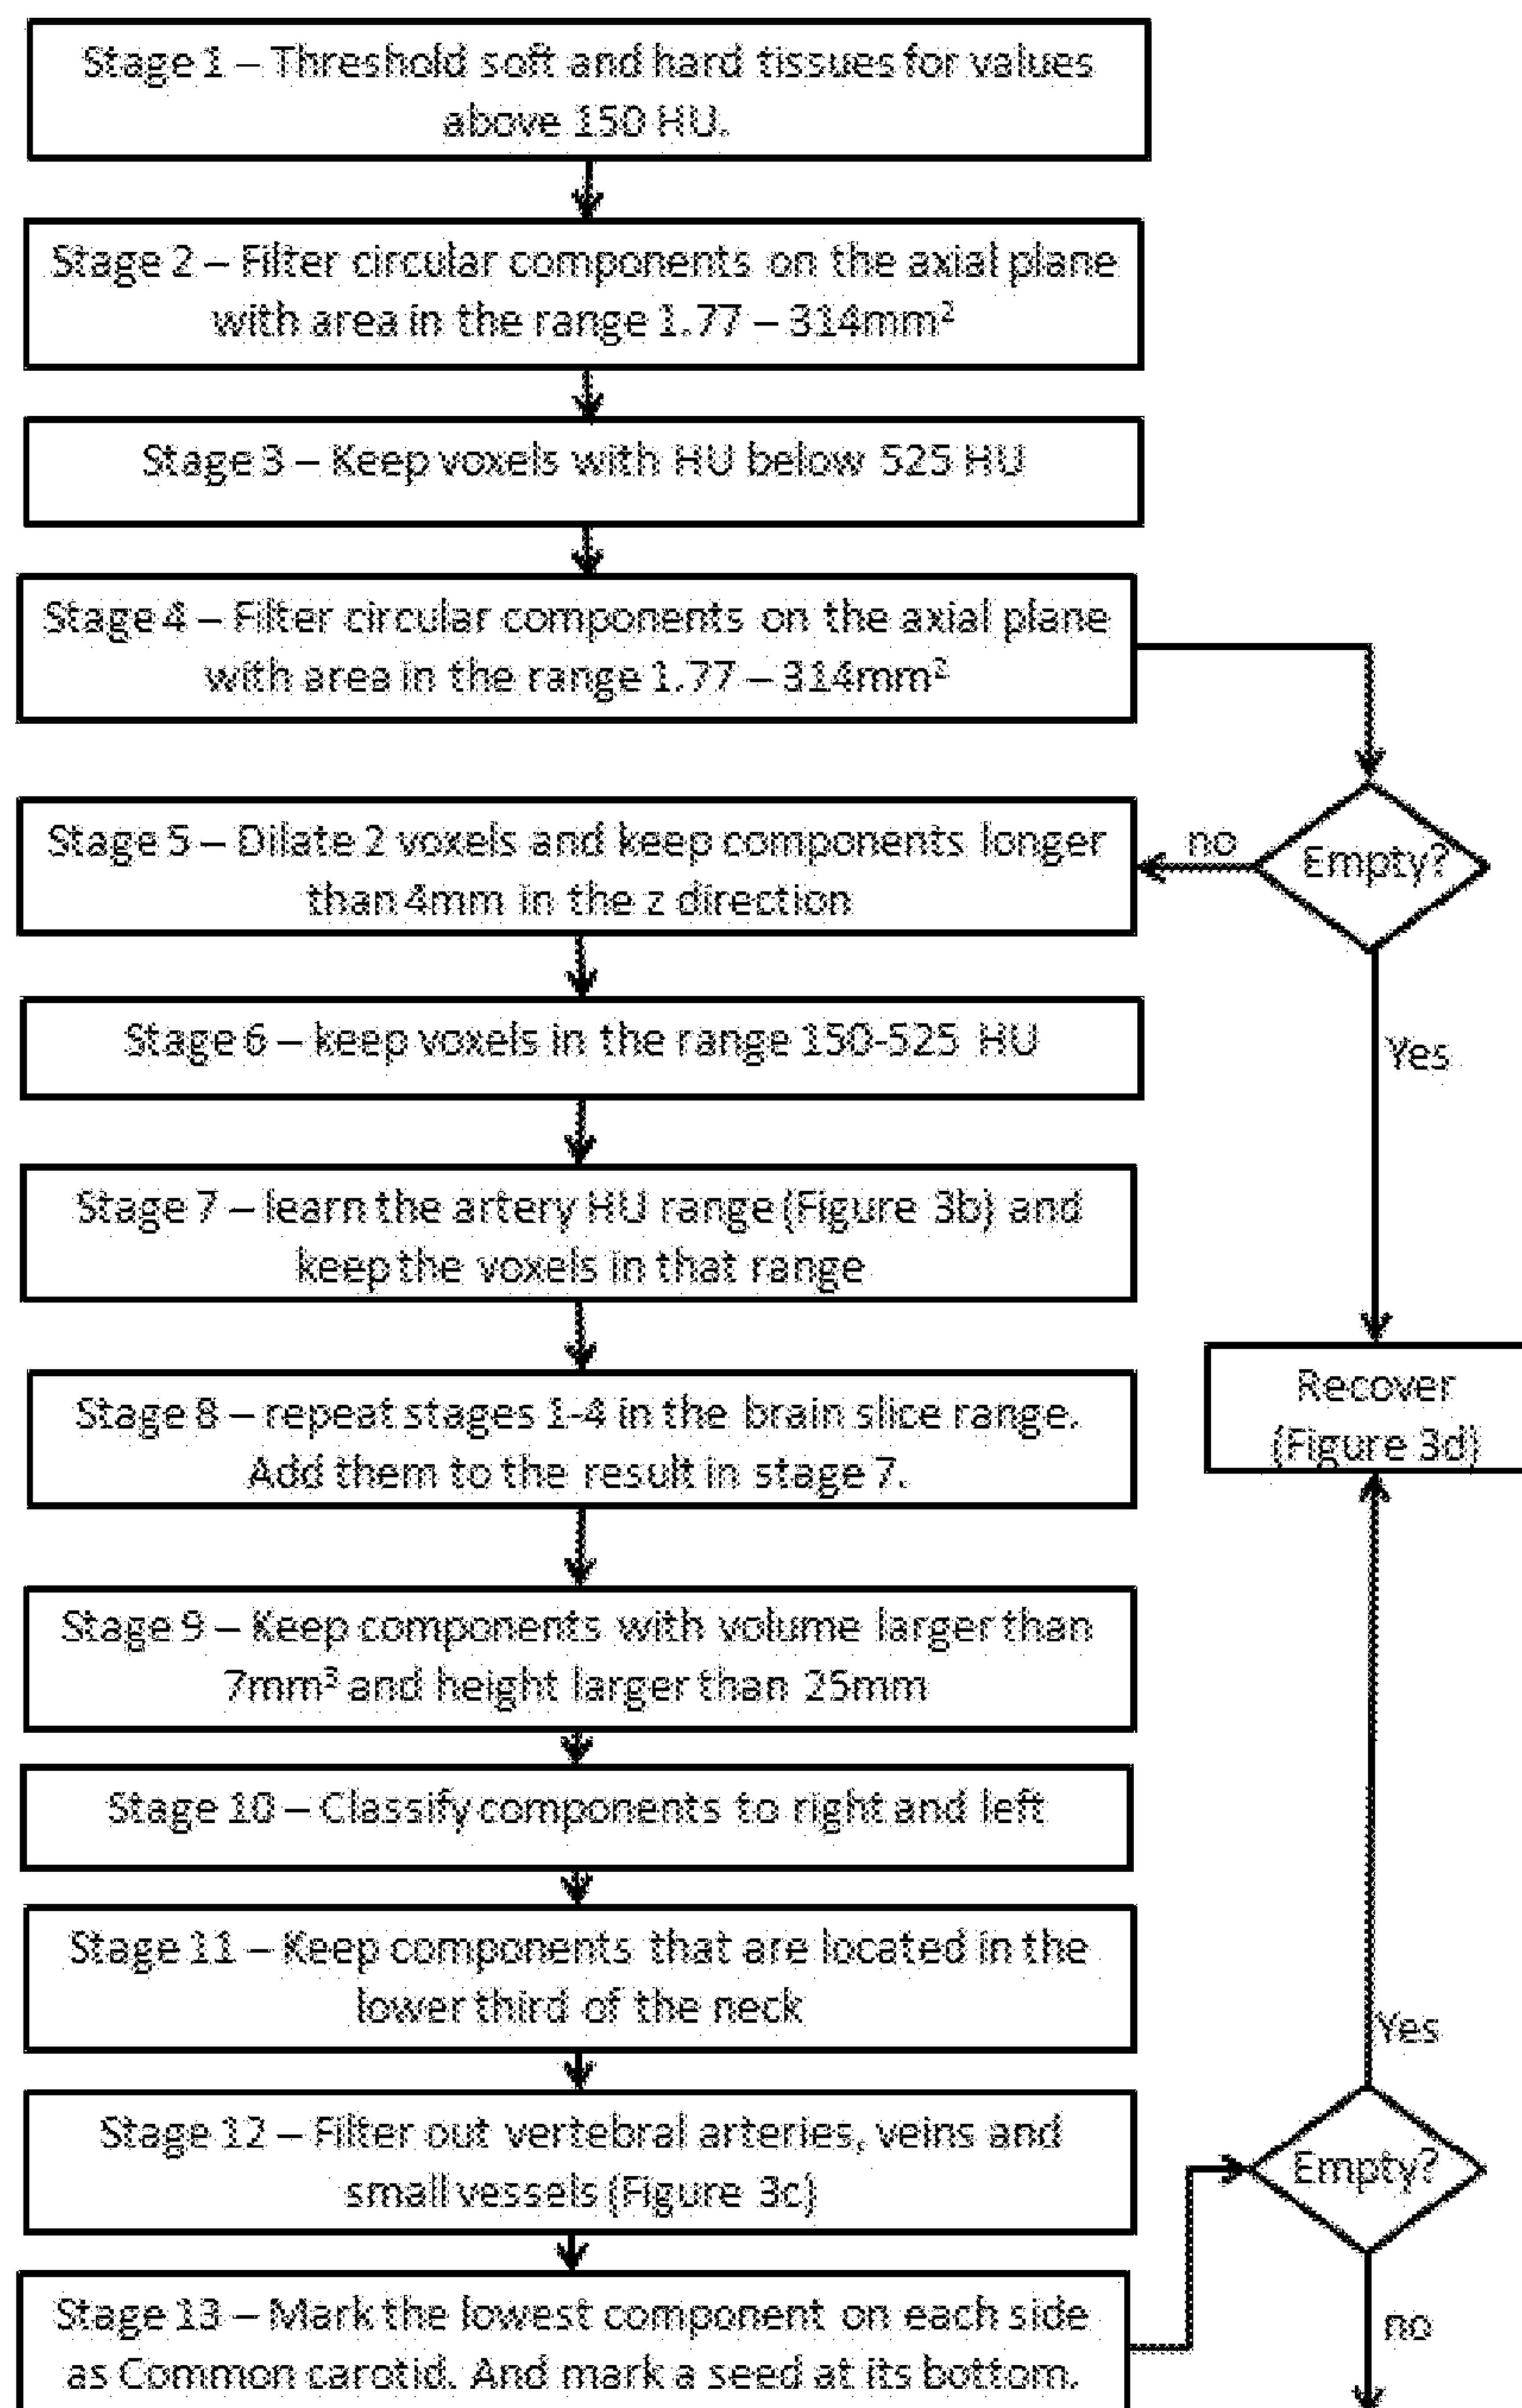 Stage 1 – Threshold soft and hard tissues for values
above 150 HU.
Stage 2 – Filter circular components on the axial plane
with area in the range 1.77 – 314mm²
Stage 3 – Keep voxels with HU below 525 HU
Stage 4 – Filter circular components on the axial plane
with area in the range 1.77 – 314mm²
Stage 5 – Dilate 2 voxels and keep components longer
than 4mm in the z direction
no
Empty?
Stage 6 – keep voxels in the range 150-525 HU
Yes
Stage 7 – learn the artery HU range (Figure 3b) and
keep the voxels in that range
Recover
(Figure 3d)
Stage 8 – repeat stages 1-4 in the brain slice range.
Add them to the result in stage 7.
Stage 9 – Keep components with volume larger than
7mm³ and height larger than 25mm
Stage 10 – Classify components to right and left
Stage 11 – Keep components that are located in the
lower third of the neck
Yes
Stage 12 – Filter out vertebral arteries, veins and
small vessels (Figure 3c)
Empty?
Stage 13 – Mark the lowest component on each side
as Common carotid. And mark a seed at its bottom.
no